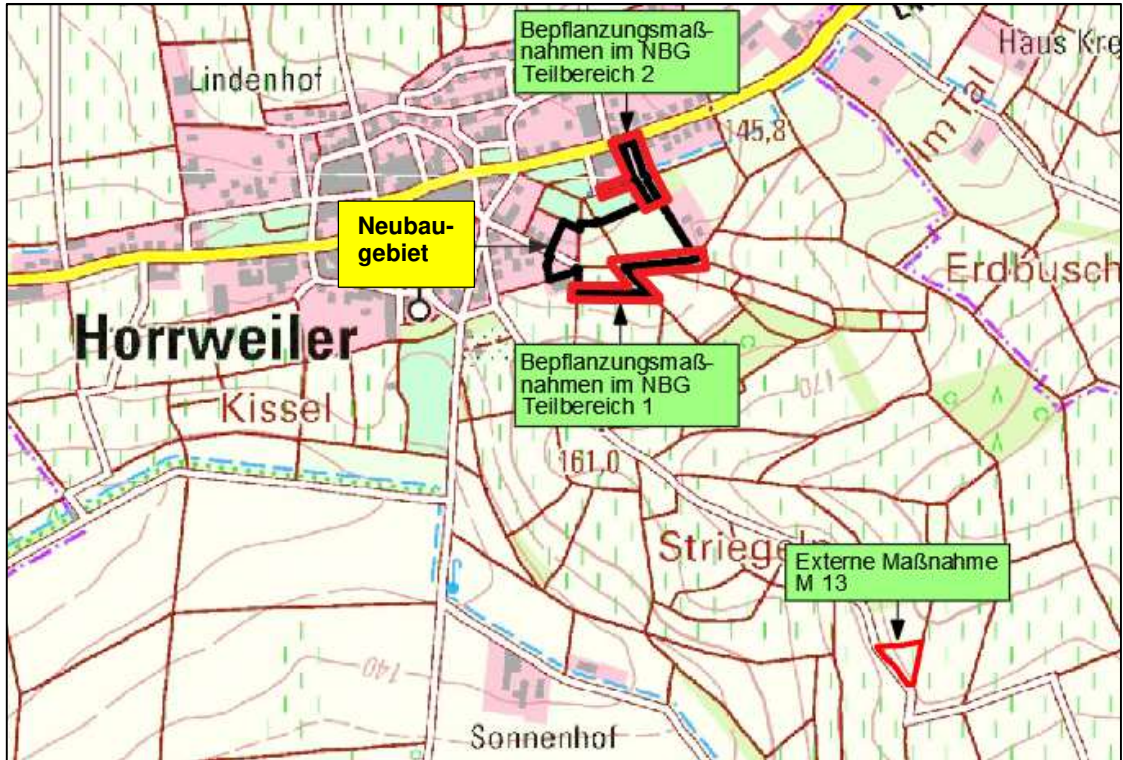 Bepflanzungsmaß-
nahmen im NBG
Teilbereich 2
Haus Kre
Lindenhof
Im Tal
145,8
Neubau-
gebiet
Erdbusch
Horrweiler
Bepflanzungsmaß-
nahmen im NBG
Teilbereich 1
170
Kissel
161,0
Striegeln
Externe Maßnahme
M 13
140
Sonnenhof